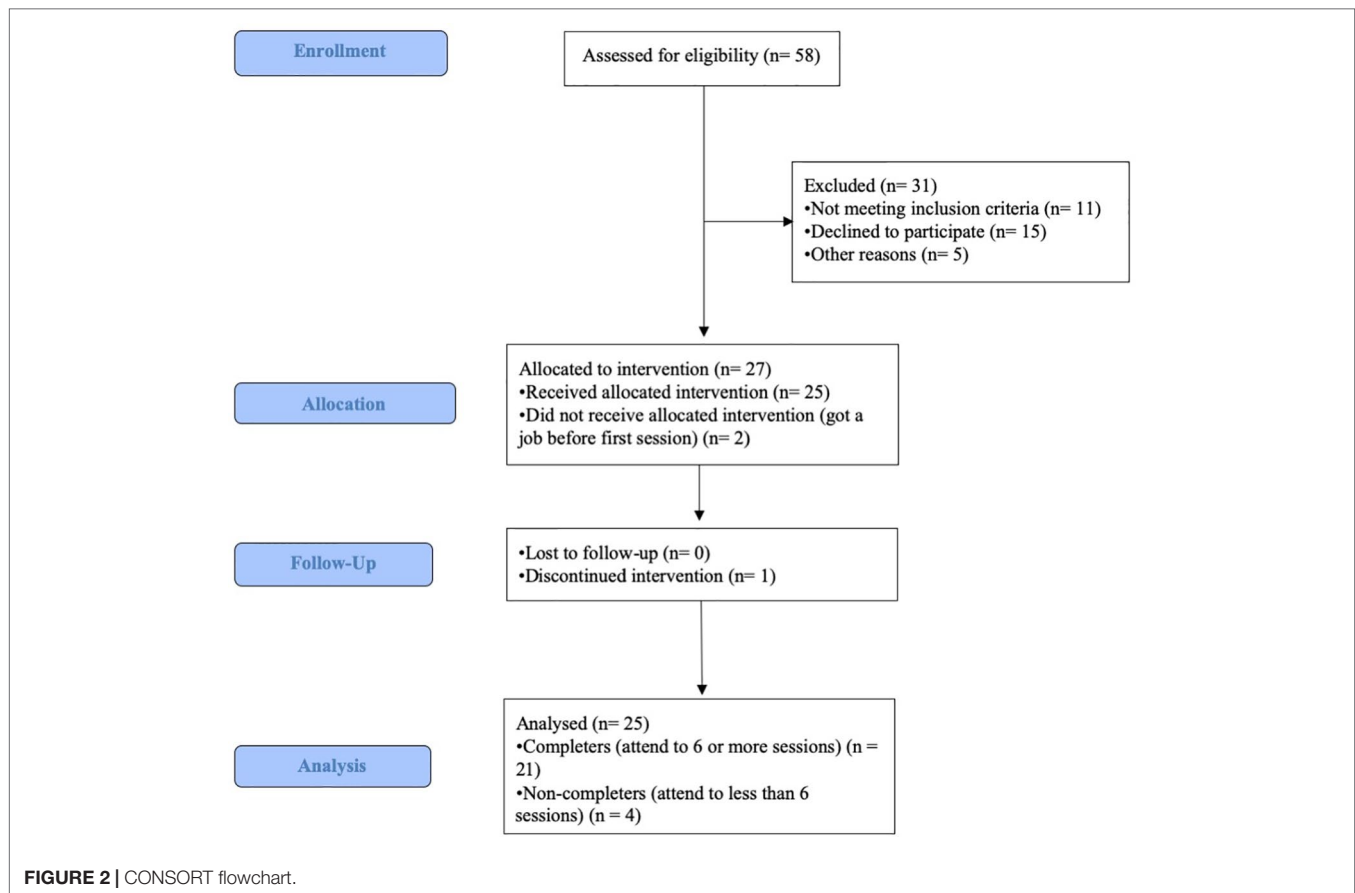 Enrollment
Assessed for eligibility (n= 58)
Excluded (n= 31)
•Not meeting inclusion criteria (n= 11)
•Declined to participate (n= 15)
•Other reasons (n= 5)
Allocation
Allocated to intervention (n= 27)
•Received allocated intervention (n= 25)
•Did not receive allocated intervention (got a
job before first session) (n= 2)
Follow-Up
•Lost to follow-up (n= 0)
•Discontinued intervention (n= 1)
Analysis
Analysed (n= 25)
•Completers (attend to 6 or more sessions) (n =
21)
•Non-completers (attend to less than 6
sessions) (n = 4)
FIGURE 2 | CONSORT flowchart.